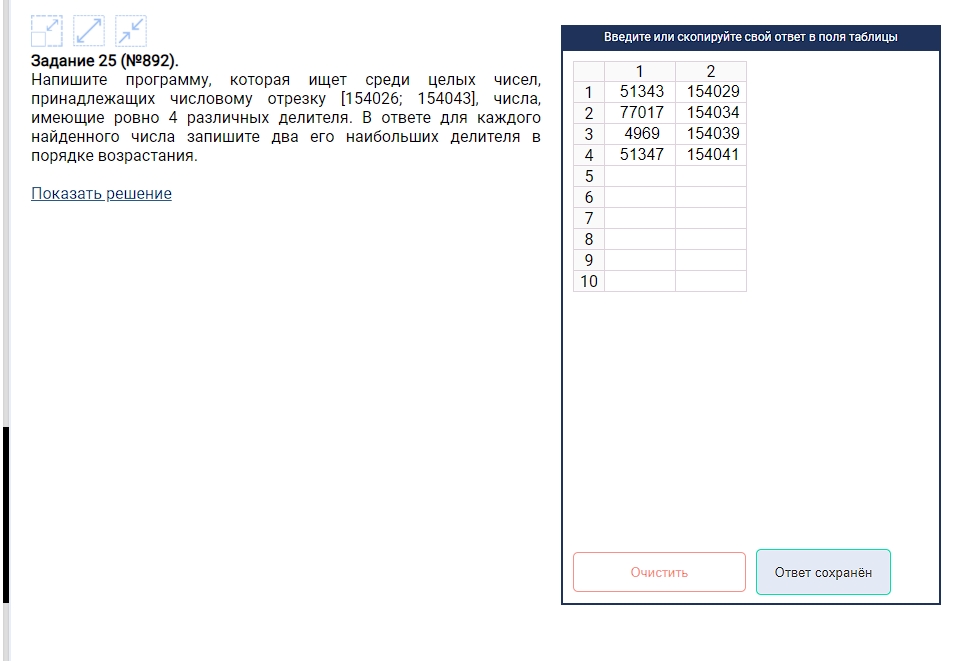 Задание 25 (№892).
Напишите программу, которая ищет среди целых чисел,
принадлежащих числовому отрезку [154026; 154043], числа,
имеющие ровно 4 различных делителя. В ответе для каждого
найденного числа запишите два его наибольших делителя в
порядке возрастания.
Показать решение
Введите или скопируйте свой ответ в поля таблицы
1 2
1 51343 154029
2 77017 154034
3 4969 154039
4 51347 154041
5
6
7
8
9
10
Очистить
Ответ сохранён